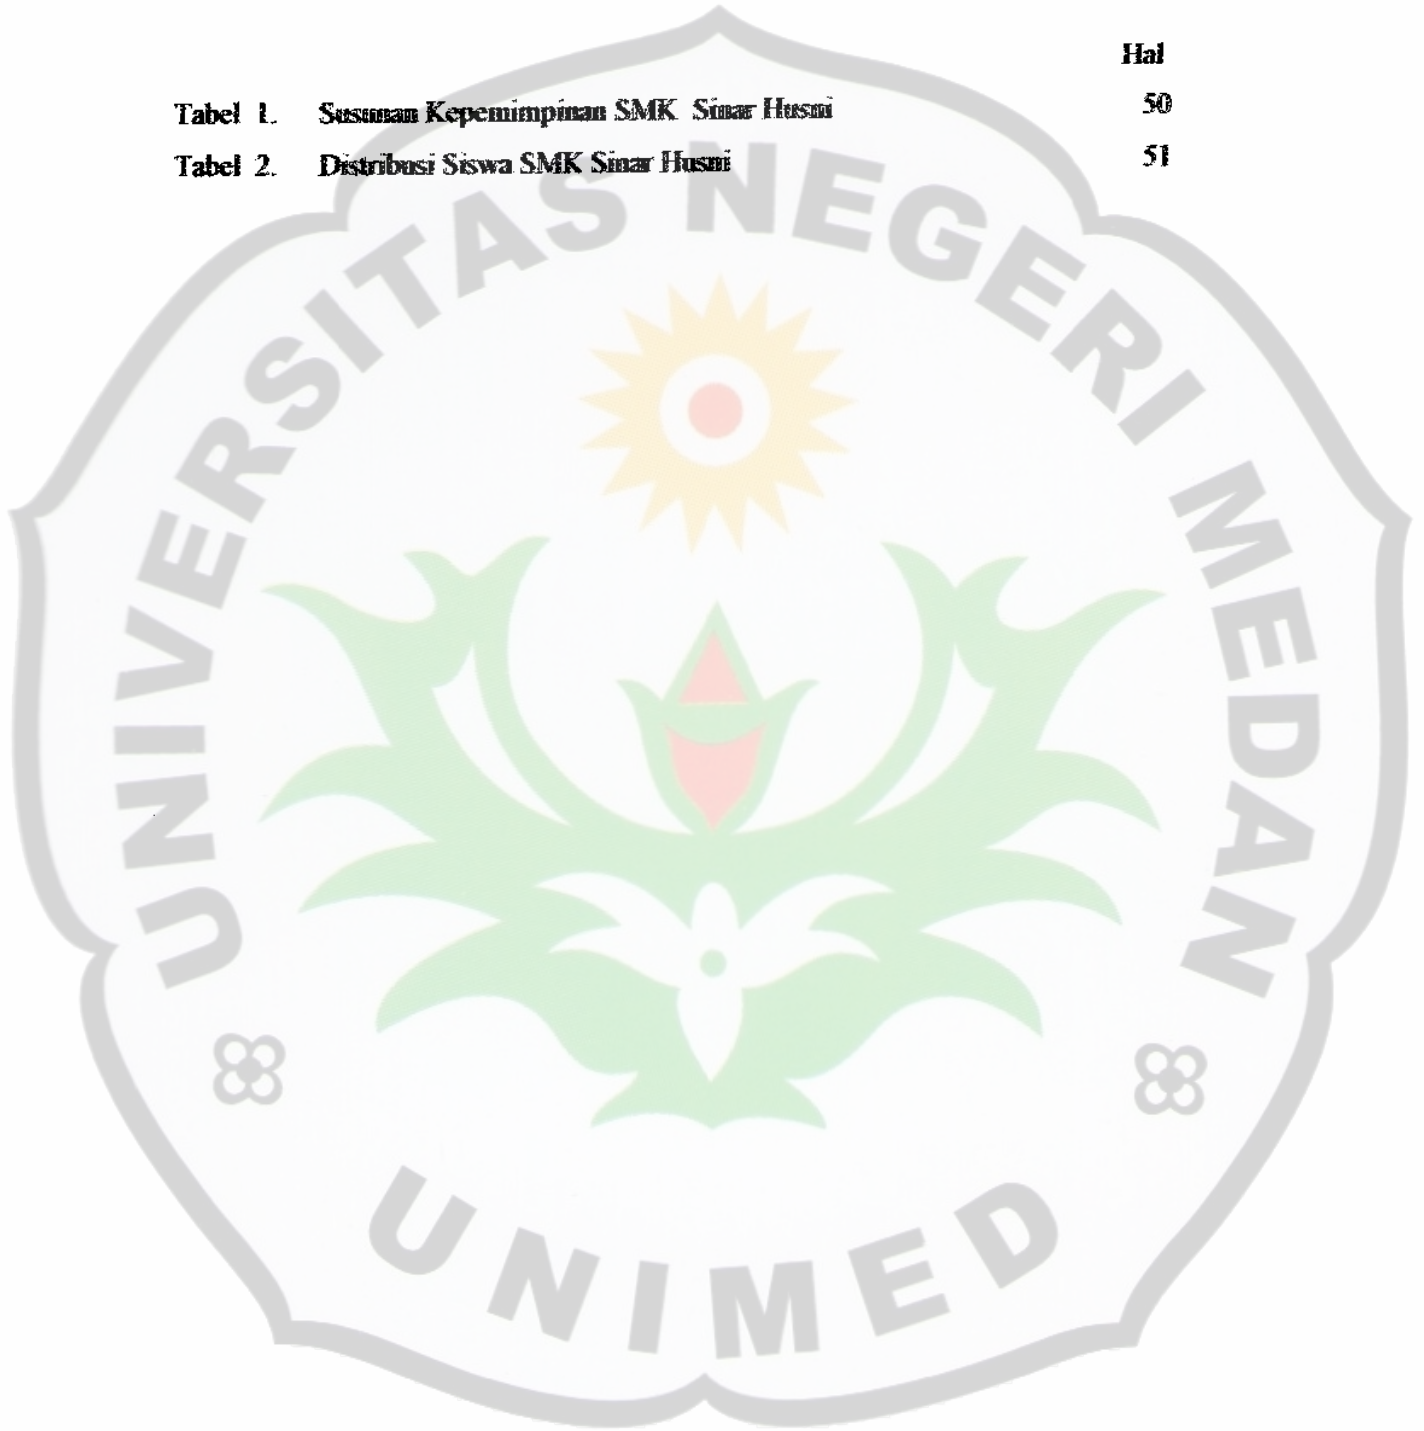 Hal
Tabel 1. Susunan Kepemimpinan SMK Sinar Husni 50
Tabel 2. Distribusi Siswa SMK Sinar Husni 51
UNIVERSITAS NEGERI MEDAN
UNIMED